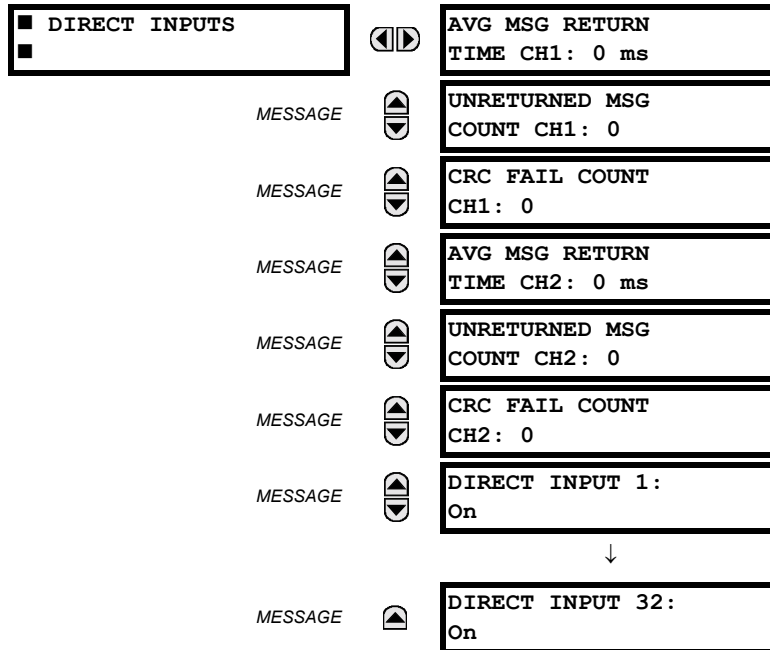 ■ DIRECT INPUTS
■
AVG MSG RETURN
TIME CH1: 0 ms
MESSAGE
UNRETURNED MSG
COUNT CH1: 0
MESSAGE
CRC FAIL COUNT
CH1: 0
MESSAGE
AVG MSG RETURN
TIME CH2: 0 ms
MESSAGE
UNRETURNED MSG
COUNT CH2: 0
MESSAGE
CRC FAIL COUNT
CH2: 0
MESSAGE
DIRECT INPUT 1:
On
↓
MESSAGE
DIRECT INPUT 32:
On